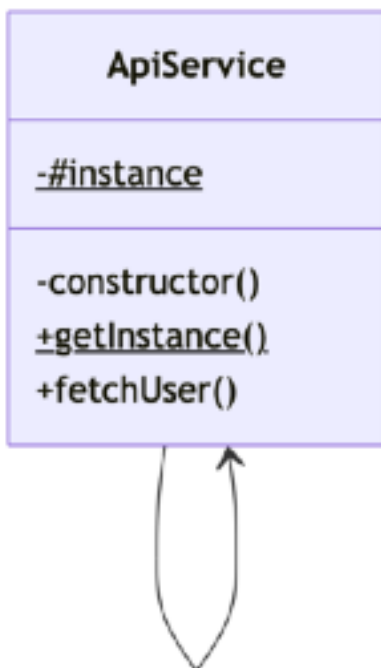 ApiService
-#instance
-constructor()
+getInstance()
+fetchUser()